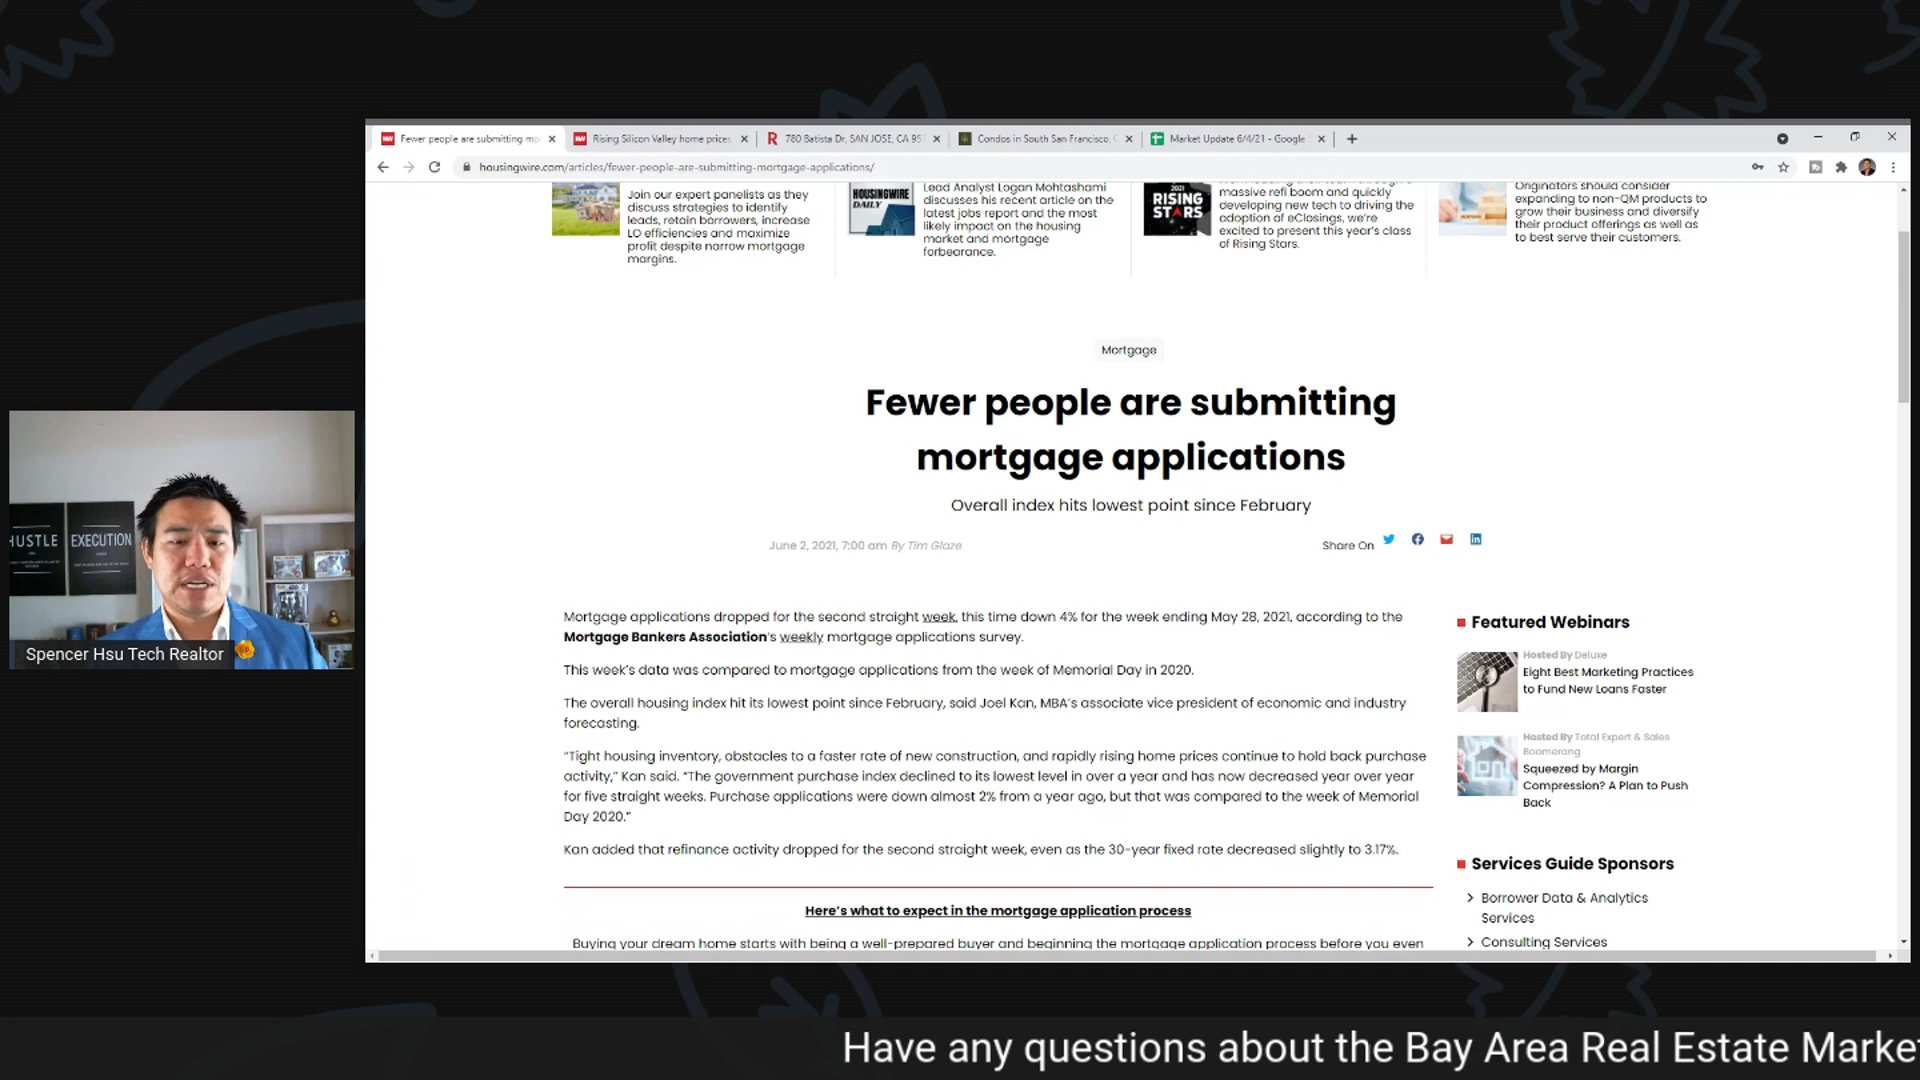 Fewer people are submitting mo
Rising Silicon Valley home prices
780 Batista Dr, SAN JOSE, CA 951
Condos in South San Francisco, C
Market Update 6/4/21 - Google
housingwire.com/articles/fewer-people-are-submitting-mortgage-applications/
Join our expert panelists as they
discuss strategies to identify
leads, retain borrowers, increase
LO efficiencies and maximize
profit despite narrow mortgage
margins.
HOUSINGWIRE
DAILY
Lead Analyst Logan Mohtashami
discusses his recent article on the
latest jobs report and the most
likely impact on the housing
market and mortgage
forbearance.
2021
RISING
STARS
massive refi boom and quickly
developing new tech to driving the
adoption of eClosings, we're
excited to present this year's class
of Rising Stars.
Originators should consider
expanding to non-QM products to
grow their business and diversify
their product offerings as well as
to best serve their customers.
Mortgage
Fewer people are submitting
mortgage applications
Overall index hits lowest point since February
June 2, 2021, 7:00 am By Tim Glaze
Share On
Mortgage applications dropped for the second straight week, this time down 4% for the week ending May 28, 2021, according to the
Mortgage Bankers Association's weekly mortgage applications survey.
This week's data was compared to mortgage applications from the week of Memorial Day in 2020.
The overall housing index hit its lowest point since February, said Joel Kan, MBA's associate vice president of economic and industry
forecasting.
“Tight housing inventory, obstacles to a faster rate of new construction, and rapidly rising home prices continue to hold back purchase
activity,” Kan said. “The government purchase index declined to its lowest level in over a year and has now decreased year over year
for five straight weeks. Purchase applications were down almost 2% from a year ago, but that was compared to the week of Memorial
Day 2020.”
Kan added that refinance activity dropped for the second straight week, even as the 30-year fixed rate decreased slightly to 3.17%.
Here's what to expect in the mortgage application process
Buying your dream home starts with being a well-prepared buyer and beginning the mortgage application process before you even
Featured Webinars
Hosted By Deluxe
Eight Best Marketing Practices
to Fund New Loans Faster
Hosted By Total Expert & Sales
Boomerang
Squeezed by Margin
Compression? A Plan to Push
Back
Services Guide Sponsors
Borrower Data & Analytics
Services
Consulting Services
HUSTLE
EXECUTION
Spencer Hsu Tech Realtor
Have any questions about the Bay Area Real Estate Marke